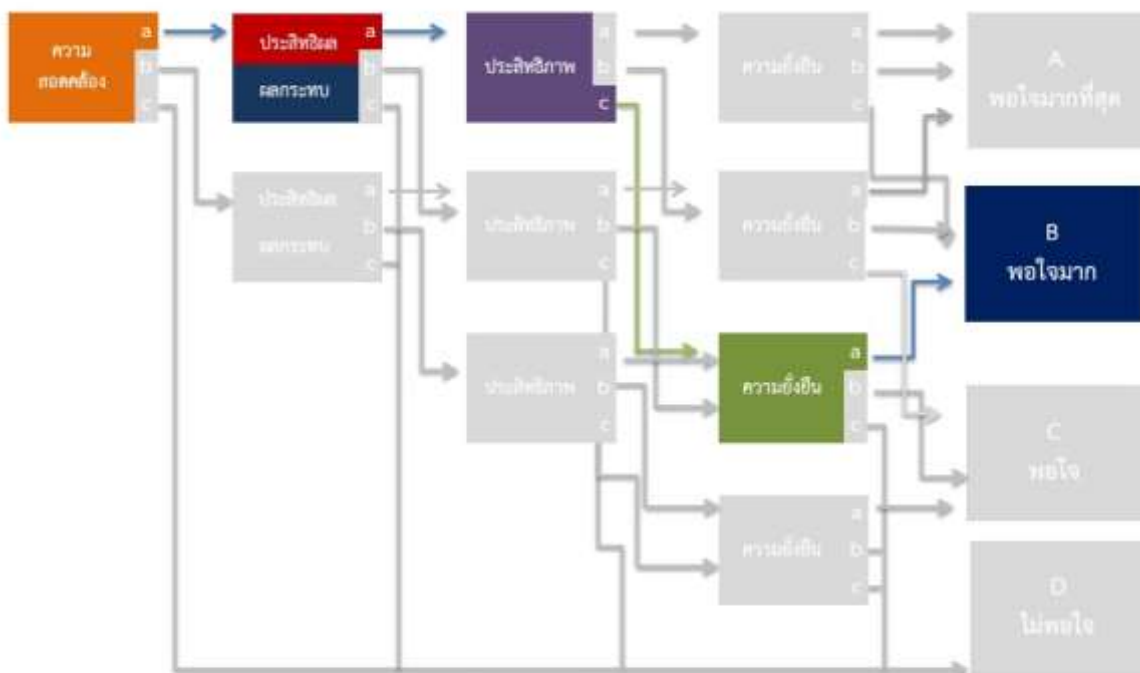 ความ
สอดคล้อง
a
b
c
ประสิทธิผล
ผลกระทบ
a
b
c
ประสิทธิภาพ
a
b
c
ความยั่งยืน
a
b
c
A
พอใจมากที่สุด
ประสิทธิผล
ผลกระทบ
a
b
c
ประสิทธิภาพ
a
b
c
ความยั่งยืน
a
b
c
B
พอใจมาก
ประสิทธิภาพ
a
b
c
ความยั่งยืน
a
b
c
C
พอใจ
ความยั่งยืน
a
b
c
D
ไม่พอใจ